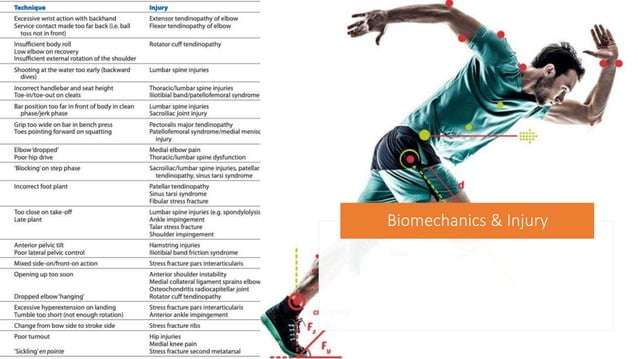 Technique Injury
Excessive wrist action with backhand Extensor tendinopathy of elbow
Service contact made too far back (i.e. ball Flexor tendinopathy of elbow
toss not in front)
Insufficient body roll Rotator cuff tendinopathy
Low elbow on recovery
Insufficient external rotation of the shoulder
Shooting at the water too early (backward Lumbar spine injuries
dives)
Incorrect handlebar and seat height Thoracic/lumbar spine injuries
Toe-in/toe-out on cleats Iliotibial band/patellofemoral syndrome
Bar position too far in front of body in clean Lumbar spine injuries
phase/jerk phase Sacroiliac joint injury
Grip too wide on bar in bench press Pectoralis major tendinopathy
Toes pointing forward on squatting Patellofemoral syndrome/medial menisc
injury
Elbow 'dropped' Medial elbow pain
Poor hip drive Thoracic/lumbar spine dysfunction
'Blocking' on step phase Sacroiliac/lumbar spine injuries, patellar
tendinopathy, sinus tarsi syndrome
Incorrect foot plant Patellar tendinopathy
Sinus tarsi syndrome
Fibular stress fracture
Too close on take-off Lumbar spine injuries (e.g. spondylolysis
Late plant Ankle impingement
Talar stress fracture
Shoulder impingement
Anterior pelvic tilt Hamstring injuries
Poor lateral pelvic control Iliotibial band friction syndrome
Mixed side-on/front-on action Stress fracture pars interarticularis
Opening up too soon Anterior shoulder instability
Medial collateral ligament sprains elbow
Osteochondritis radiocapitellar joint
Dropped elbow 'hanging' Rotator cuff tendinopathy
Excessive hyperextension on landing Stress fracture pars interarticularis
Tumble too short (not enough rotation) Anterior ankle impingement
Change from bow side to stroke side Stress fracture ribs
Poor turnout Hip injuries
Medial knee pain
'Sickling' en pointe Stress fracture second metatarsal
Biomechanics & Injury
d
Fz
Fy